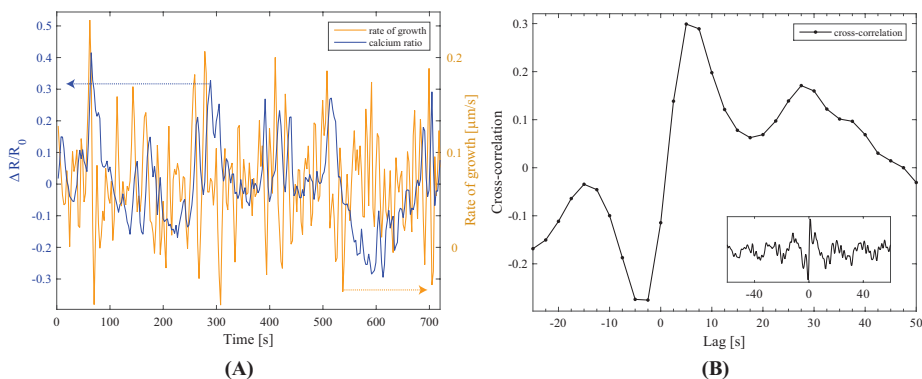 rate of growth
calcium ratio
0.5
0.4
0.3
0.2
0.1
0
-0.1
-0.2
-0.3
Δ R/R0
0.2
0.1
0
Rate of growth [μm/s]
0 100 200 300 400 500 600 700
Time [s]
(A)
cross-correlation
0.3
0.2
0.1
0
-0.1
-0.2
Cross-correlation
-40 0 40
-20 -10 0 10 20 30 40 50
Lag [s]
(B)